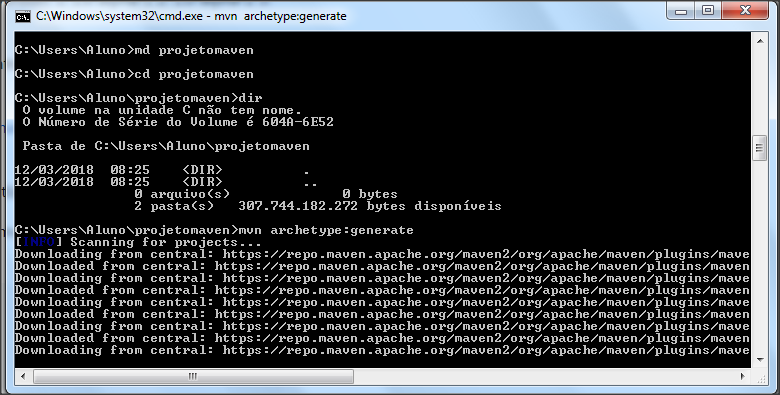 C:\Windows\system32\cmd.exe - mvn archetype:generate
C:\Users\Aluno>md projetomaven
C:\Users\Aluno>cd projetomaven
C:\Users\Aluno\projetomaven>dir
O volume na unidade C não tem nome.
O Número de Série do Volume é 604A-6E52
Pasta de C:\Users\Aluno\projetomaven
12/03/2018 08:25 <DIR> .
12/03/2018 08:25 <DIR> ..
0 arquivo(s) 0 bytes
2 pasta(s) 307.744.182.272 bytes disponíveis
C:\Users\Aluno\projetomaven>mvn archetype:generate
[INFO] Scanning for projects...
Downloading from central: https://repo.maven.apache.org/maven2/org/apache/maven/plugins/mave
Downloaded from central: https://repo.maven.apache.org/maven2/org/apache/maven/plugins/maven
Downloading from central: https://repo.maven.apache.org/maven2/org/apache/maven/plugins/mave
Downloaded from central: https://repo.maven.apache.org/maven2/org/apache/maven/plugins/maven
Downloading from central: https://repo.maven.apache.org/maven2/org/apache/maven/plugins/mave
Downloaded from central: https://repo.maven.apache.org/maven2/org/apache/maven/plugins/maven
Downloading from central: https://repo.maven.apache.org/maven2/org/apache/maven/plugins/mave
Downloaded from central: https://repo.maven.apache.org/maven2/org/apache/maven/plugins/maven
Downloading from central: https://repo.maven.apache.org/maven2/org/apache/maven/plugins/mave